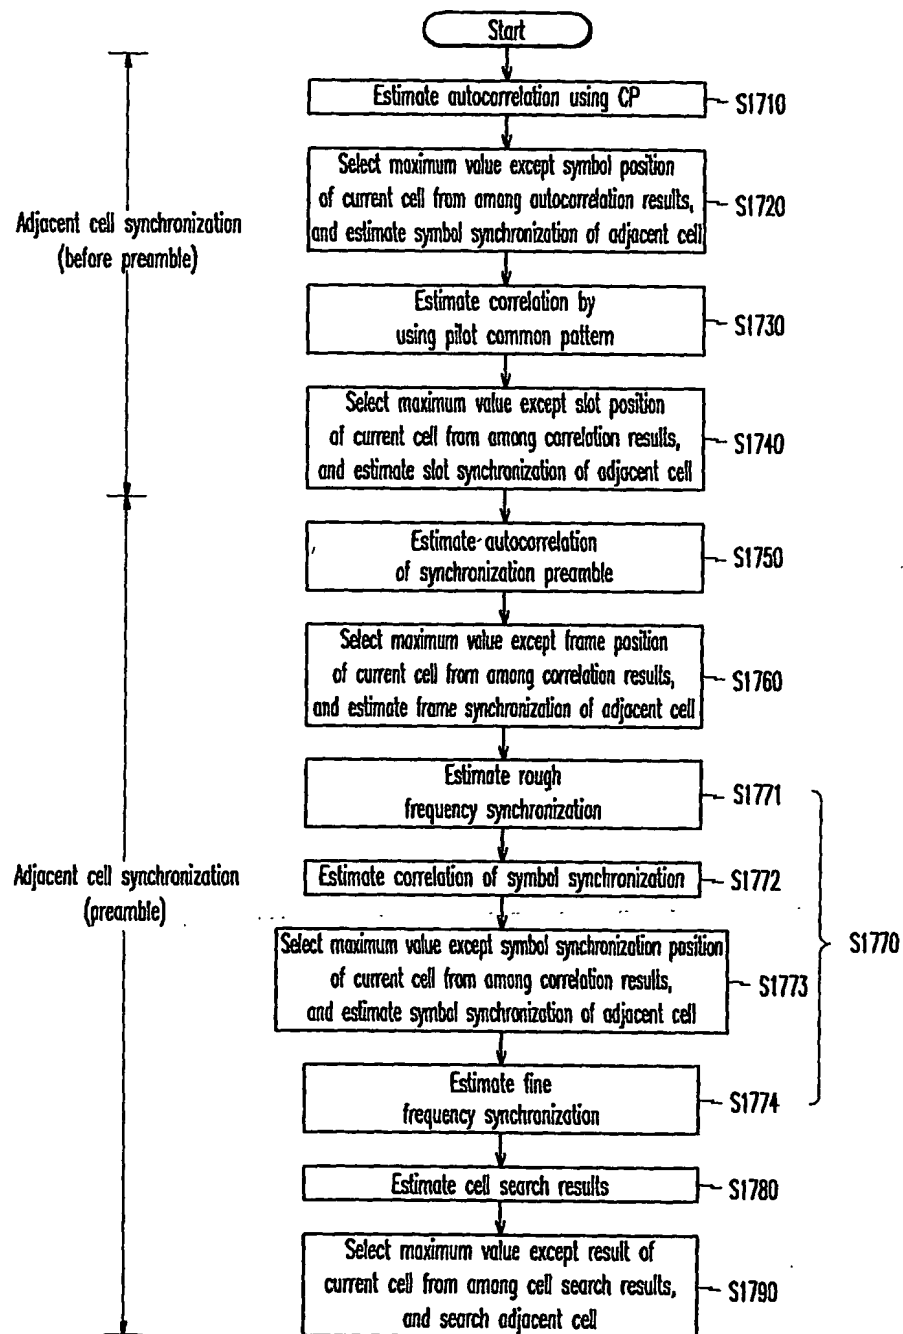 Start
Estimate autocorrelation using CP
S1710
Select maximum value except symbol position
of current cell from among autocorrelation results,
and estimate symbol synchronization of adjacent cell
S1720
Adjacent cell synchronization
(before preamble)
Estimate correlation by
using pilot common pattern
S1730
Select maximum value except slot position
of current cell from among correlation results,
and estimate slot synchronization of adjacent cell
S1740
Estimate autocorrelation
of synchronization preamble
S1750
Select maximum value except frame position
of current cell from among correlation results,
and estimate frame synchronization of adjacent cell
S1760
Estimate rough
frequency synchronization
S1771
Adjacent cell synchronization
(preamble)
Estimate correlation of symbol synchronization
S1772
Select maximum value except symbol synchronization position
of current cell from among correlation results,
and estimate symbol synchronization of adjacent cell
S1773
S1770
Estimate fine
frequency synchronization
S1774
Estimate cell search results
S1780
Select maximum value except result of
current cell from among cell search results,
and search adjacent cell
S1790